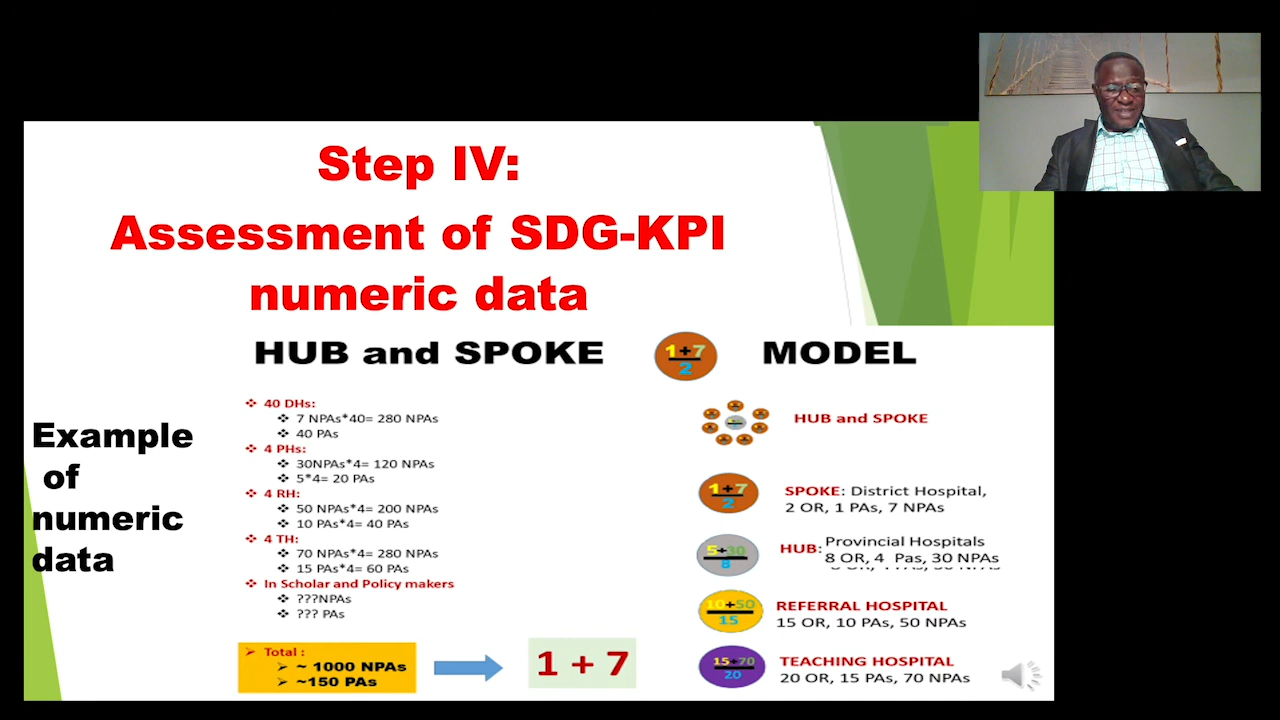 Step IV:
Assessment of SDG-KPI
numeric data
HUB and SPOKE
1+7
2
MODEL
Example
of
numeric
data
❖ 40 DHs:
❖ 7 NPAs*40= 280 NPAs
❖ 40 PAs
❖ 4 PHs:
❖ 30NPAs*4= 120 NPAs
❖ 5*4= 20 PAs
❖ 4 RH:
❖ 50 NPAs*4= 200 NPAs
❖ 10 PAs*4= 40 PAs
❖ 4 TH:
❖ 70 NPAs*4= 280 NPAs
❖ 15 PAs*4= 60 PAs
❖ In Scholar and Policy makers
❖ ???NPAs
❖ ??? PAs
➢ Total :
➢ ~ 1000 NPAs
➢ ~150 PAs
1 + 7
HUB and SPOKE
1+7
2
SPOKE: District Hospital,
2 OR, 1 PAs, 7 NPAs
5+30
8
HUB: Provincial Hospitals
8 OR, 4 Pas, 30 NPAs
10+50
15
REFERRAL HOSPITAL
15 OR, 10 PAs, 50 NPAs
15+70
20
TEACHING HOSPITAL
20 OR, 15 PAs, 70 NPAs